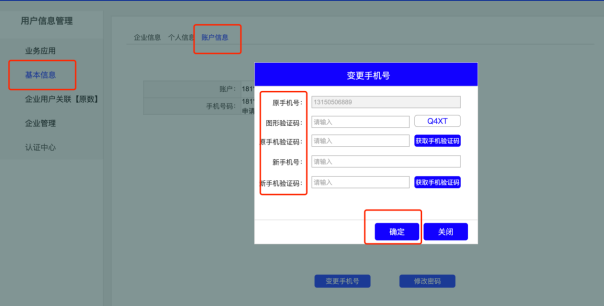 用户信息管理
业务应用
基本信息
企业用户关联【原数】
企业管理
认证中心
企业信息 个人信息 账户信息
账户： 181
手机号码： 181
申请
变更手机号
原手机号： 13150506689
图形验证码： 请输入 Q4XT
原手机验证码： 请输入 获取手机验证码
新手机号： 请输入
新手机验证码： 请输入 获取手机验证码
确定 关闭
变更手机号 修改密码